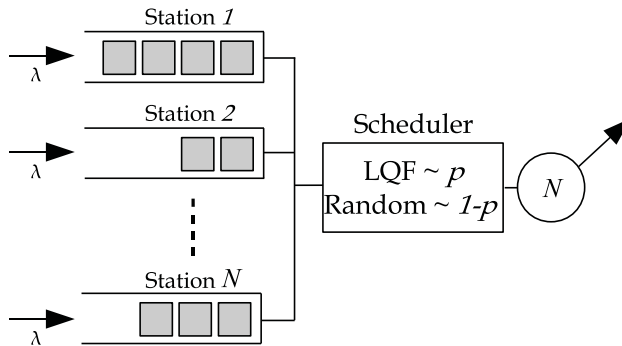 Station 1
λ
Station 2
λ
Scheduler
LQF ~ p
Random ~ 1-p
N
Station N
λ